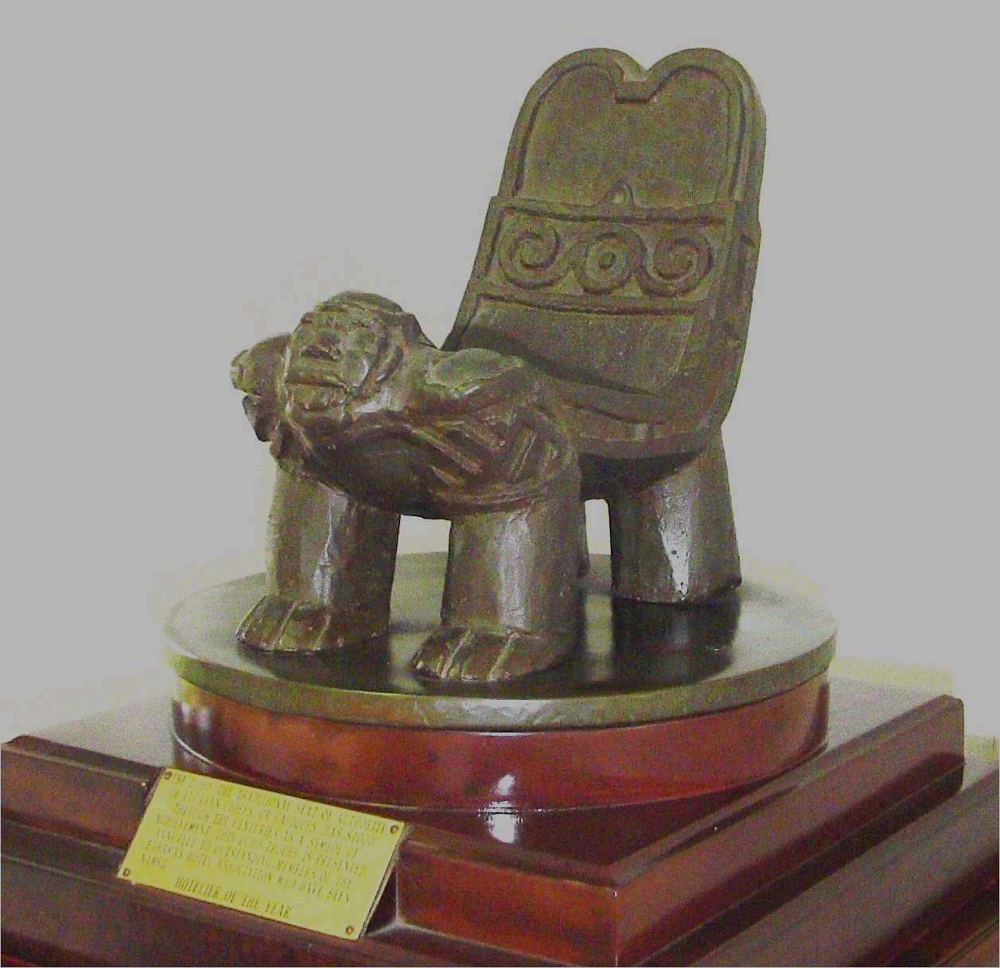 THE DUHO, THE TRADITIONAL SEAT OF AUTHORITY
OF LUCAYAN CHIEFS, OR CACIQUES, HAS STOOD
THROUGH THE CENTURIES AS A SYMBOL OF
ACHIEVEMENT. THIS DUHO TROPHY IS PRESENTED
ANNUALLY TO OUTSTANDING MEMBERS OF THE
BAHAMAS HOTEL ASSOCIATION WHO HAVE BEEN
NAMED
HOTELIER OF THE YEAR